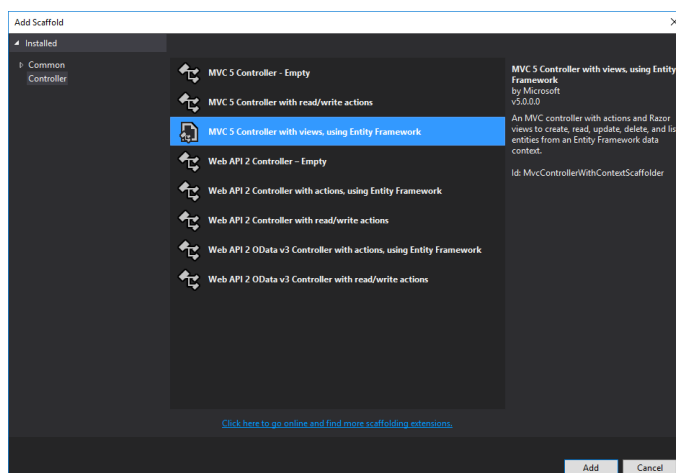 Add Scaffold
Installed
Common
Controller
MVC 5 Controller - Empty
MVC 5 Controller with read/write actions
MVC 5 Controller with views, using Entity Framework
Web API 2 Controller – Empty
Web API 2 Controller with actions, using Entity Framework
Web API 2 Controller with read/write actions
Web API 2 OData v3 Controller with actions, using Entity Framework
Web API 2 OData v3 Controller with read/write actions
MVC 5 Controller with views, using Entity
Framework
by Microsoft
v5.0.0.0
An MVC controller with actions and Razor
views to create, read, update, delete, and lis
entities from an Entity Framework data
context.
Id: MvcControllerWithContextScaffolder
Click here to go online and find more scaffolding extensions.
Add
Cancel